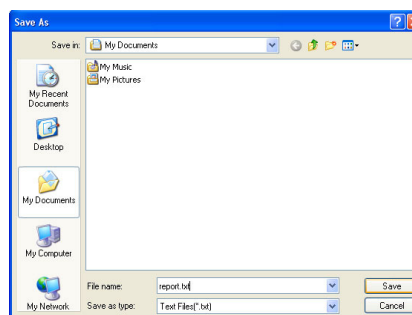 Save As
Save in: My Documents
My Music
My Pictures
My Recent
Documents
Desktop
My Documents
My Computer
File name: report.txt Save
My Network Save as type: Text Files(*.txt) Cancel